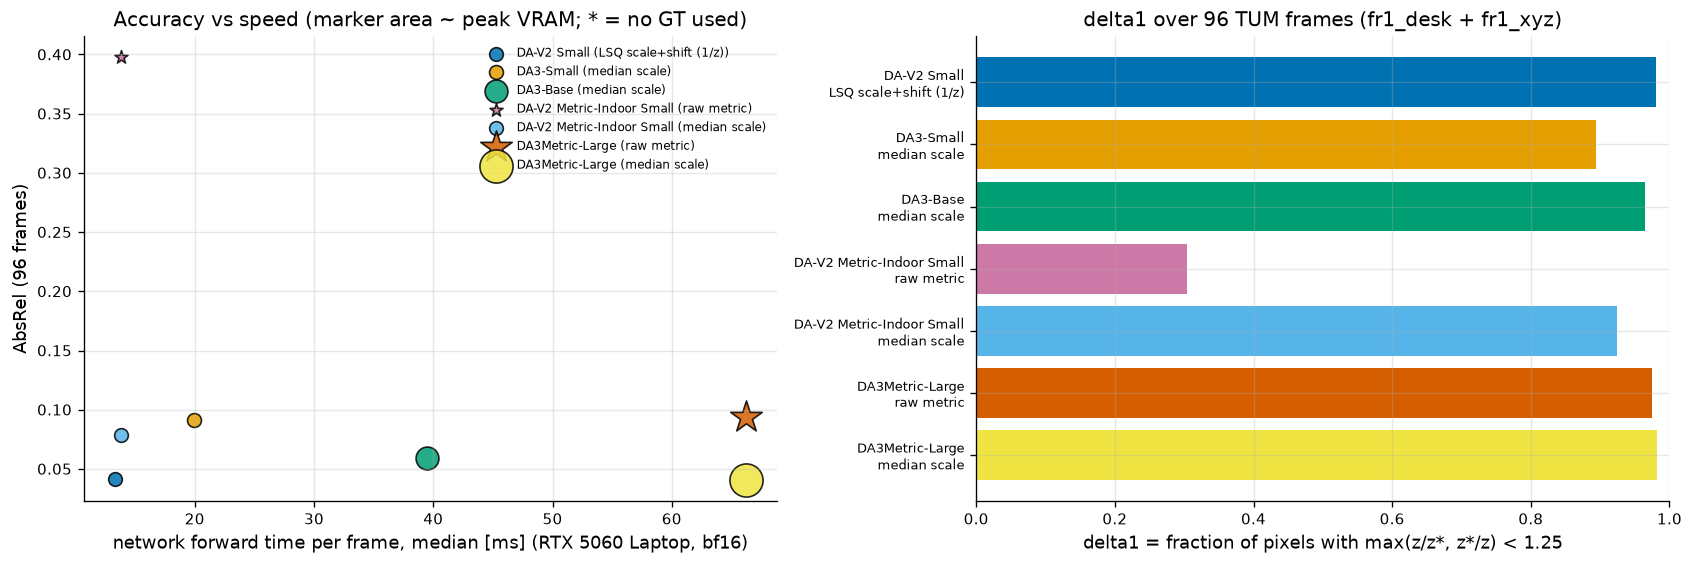 Accuracy vs speed (marker area ~ peak VRAM; * = no GT used)
AbsRel (96 frames)
0.40
0.35
0.30
0.25
0.20
0.15
0.10
0.05
DA-V2 Small (LSQ scale+shift (1/z))
DA3-Small (median scale)
DA3-Base (median scale)
DA-V2 Metric-Indoor Small (raw metric)
DA-V2 Metric-Indoor Small (median scale)
DA3Metric-Large (raw metric)
DA3Metric-Large (median scale)
20 30 40 50 60
network forward time per frame, median [ms] (RTX 5060 Laptop, bf16)
delta1 over 96 TUM frames (fr1_desk + fr1_xyz)
DA-V2 Small
LSQ scale+shift (1/z)
DA3-Small
median scale
DA3-Base
median scale
DA-V2 Metric-Indoor Small
raw metric
DA-V2 Metric-Indoor Small
median scale
DA3Metric-Large
raw metric
DA3Metric-Large
median scale
0.0 0.2 0.4 0.6 0.8 1.0
delta1 = fraction of pixels with max(z/z*, z*/z) < 1.25